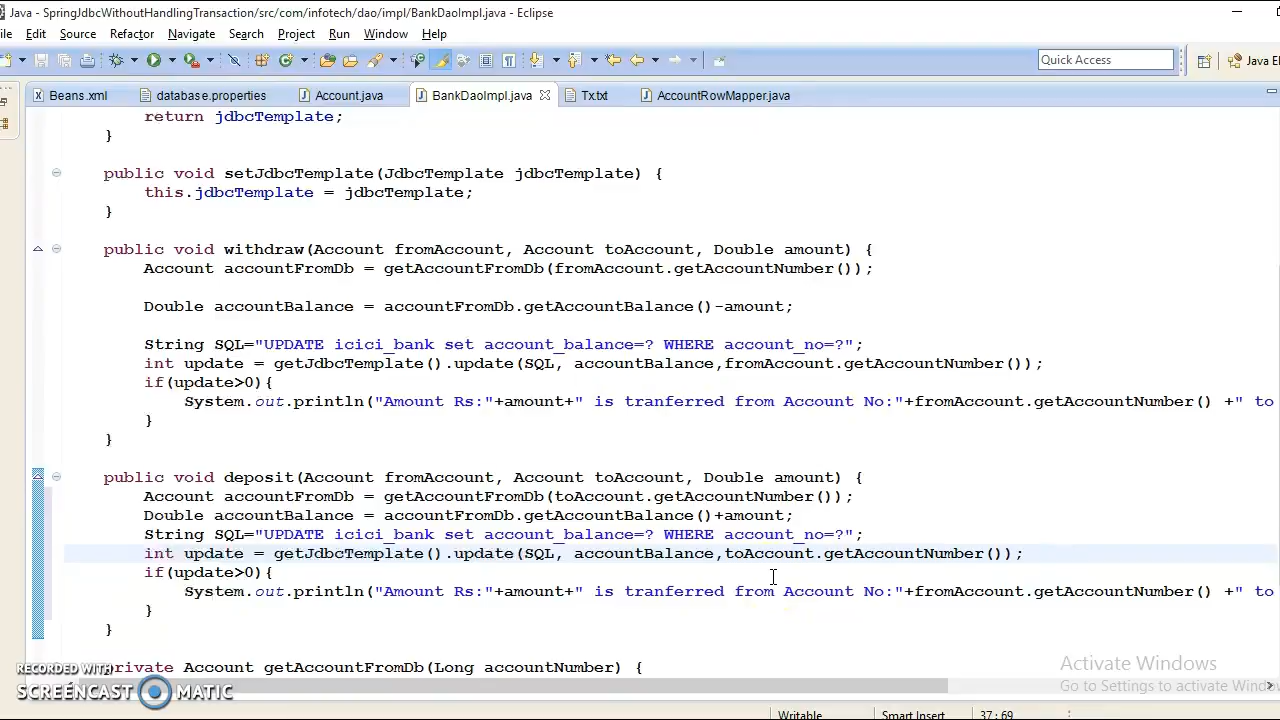 Java - SpringJdbcWithoutHandlingTransaction/src/com/infotech/dao/impl/BankDaoImpl.java - Eclipse
ile Edit Source Refactor Navigate Search Project Run Window Help
Quick Access Java E
Beans.xml database.properties Account.java BankDaoImpl.java Tx.txt AccountRowMapper.java
return jdbcTemplate;
}
public void setJdbcTemplate(JdbcTemplate jdbcTemplate) {
this.jdbcTemplate = jdbcTemplate;
}
public void withdraw(Account fromAccount, Account toAccount, Double amount) {
Account accountFromDb = getAccountFromDb(fromAccount.getAccountNumber());
Double accountBalance = accountFromDb.getAccountBalance()-amount;
String SQL="UPDATE icici_bank set account_balance=? WHERE account_no=?";
int update = getJdbcTemplate().update(SQL, accountBalance,fromAccount.getAccountNumber());
if(update>0){
System.out.println("Amount Rs:"+amount+" is tranferred from Account No:"+fromAccount.getAccountNumber() +" to
}
}
public void deposit(Account fromAccount, Account toAccount, Double amount) {
Account accountFromDb = getAccountFromDb(toAccount.getAccountNumber());
Double accountBalance = accountFromDb.getAccountBalance()+amount;
String SQL="UPDATE icici_bank set account_balance=? WHERE account_no=?";
int update = getJdbcTemplate().update(SQL, accountBalance,toAccount.getAccountNumber());
if(update>0){
System.out.println("Amount Rs:"+amount+" is tranferred from Account No:"+fromAccount.getAccountNumber() +" to
}
}
private Account getAccountFromDb(Long accountNumber) {
RECORDED WITH
SCREENCAST MATIC
Activate Windows
Go to Settings to activate Windo
Writable Smart Insert 37:69